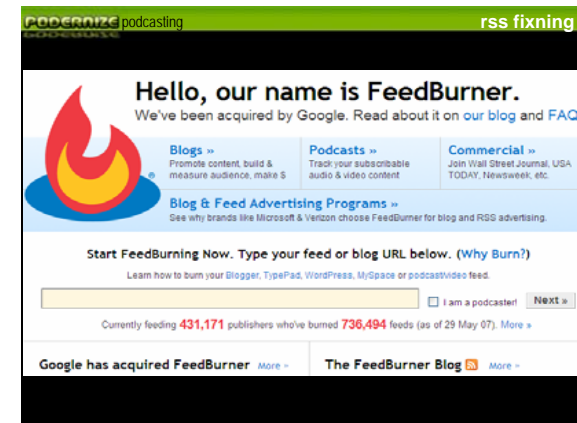 PODERNIZE podcasting
rss fixning
Hello, our name is FeedBurner.
We've been acquired by Google. Read about it on our blog and FAQ
Blogs »
Promote content, build &
measure audience, make $
Podcasts »
Track your subscribable
audio & video content
Commercial »
Join Wall Street Journal, USA
TODAY, Newsweek, etc.
Blog & Feed Advertising Programs »
See why brands like Microsoft & Verizon choose FeedBurner for blog and RSS advertising.
Start FeedBurning Now. Type your feed or blog URL below. (Why Burn?)
Learn how to burn your Blogger, TypePad, WordPress, MySpace or podcast/video feed.
I am a podcaster! Next »
Currently feeding 431,171 publishers who've burned 736,494 feeds (as of 29 May 07). More »
Google has acquired FeedBurner More »
The FeedBurner Blog More »